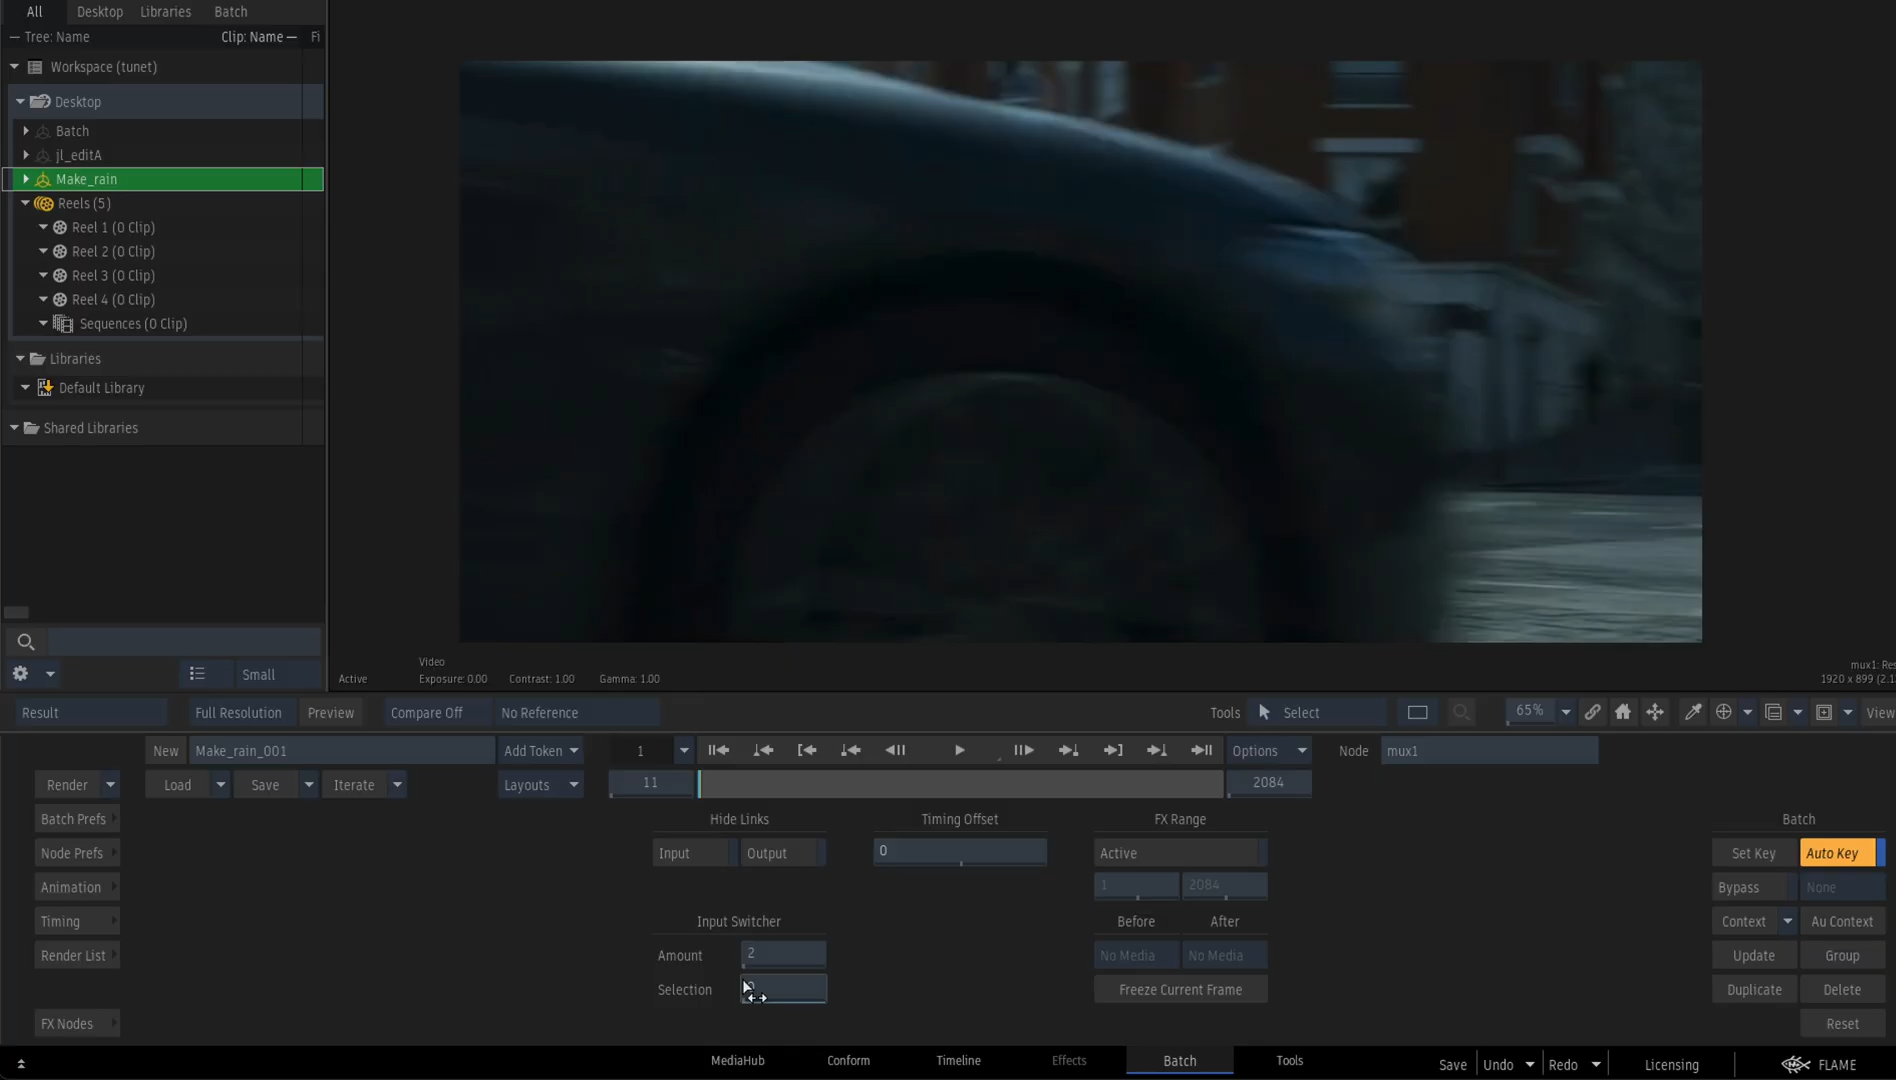 All Desktop Libraries Batch
Tree: Name Clip: Name Fi
Workspace (tunet)
Desktop
Batch
jl_editA
Make_rain
Reels (5)
Reel 1 (0 Clip)
Reel 2 (0 Clip)
Reel 3 (0 Clip)
Reel 4 (0 Clip)
Sequences (0 Clip)
Libraries
Default Library
Shared Libraries
Small
Video
Active Exposure: 0.00 Contrast: 1.00 Gamma: 1.00
mux1: Res
1920 x 899 (2.1
Result Full Resolution Preview Compare Off No Reference Tools Select 65% View
New Make_rain_001 Add Token 1 Options Node mux1
Render Load Save Iterate Layouts 11 2084
Batch Prefs Hide Links Timing Offset FX Range Batch
Node Prefs Input Output 0 Active Set Key Auto Key
Animation 1 2084 Bypass None
Timing Input Switcher Before After Context Au Context
Render List Amount 2 No Media No Media Update Group
Selection Freeze Current Frame Duplicate Delete
FX Nodes Reset
MediaHub Conform Timeline Effects Batch Tools Save Undo Redo Licensing FLAME